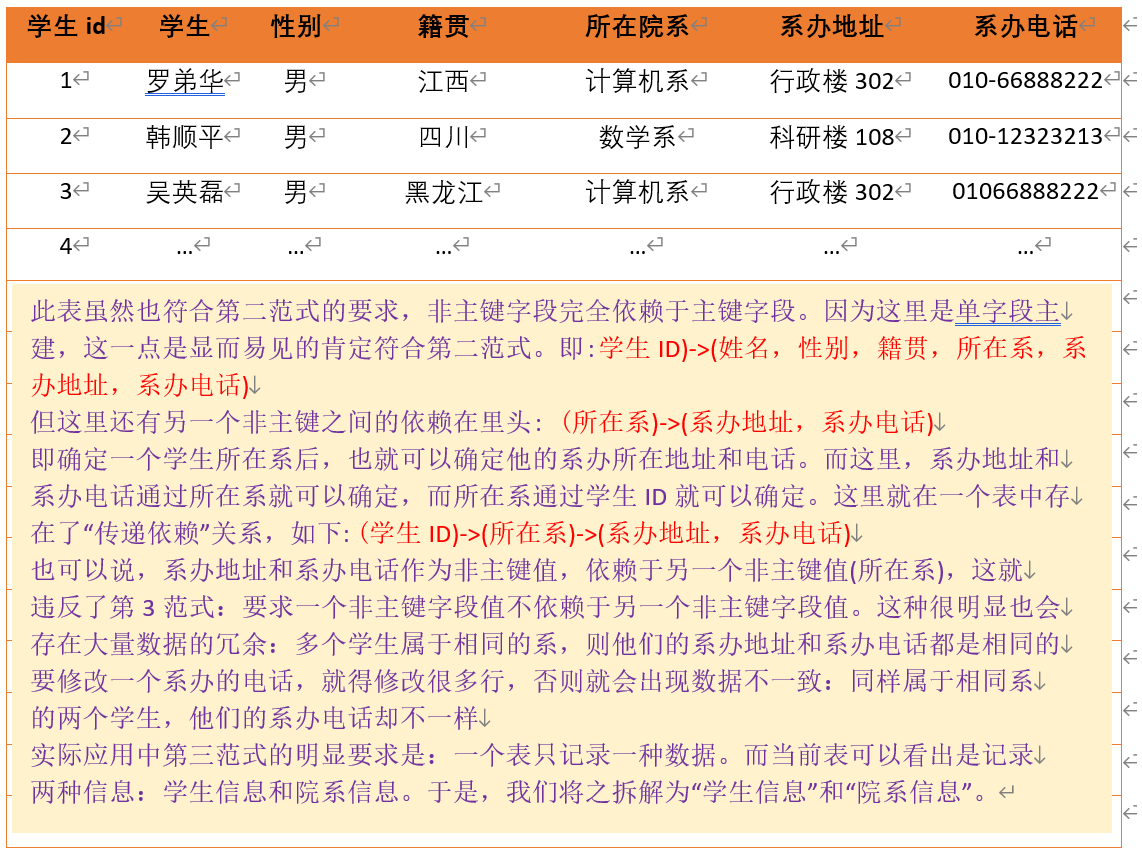 学生 id 学生 性别 籍贯 所在院系 系办地址 系办电话
1 罗弟华 男 江西 计算机系 行政楼 302 010-66888222
2 韩顺平 男 四川 数学系 科研楼 108 010-12323213
3 吴英磊 男 黑龙江 计算机系 行政楼 302 01066888222
4 … … … … … …
此表虽然也符合第二范式的要求，非主键字段完全依赖于主键字段。因为这里是单字段主↓
建，这一点是显而易见的肯定符合第二范式。即:学生 ID)->(姓名，性别，籍贯，所在系，系
办地址，系办电话)↓
但这里还有另一个非主键之间的依赖在里头:（所在系)->(系办地址，系办电话)↓
即确定一个学生所在系后，也就可以确定他的系办所在地址和电话。而这里，系办地址和↓
系办电话通过所在系就可以确定，而所在系通过学生 ID 就可以确定。这里就在一个表中存↓
在了“传递依赖”关系，如下: (学生 ID)->(所在系)->(系办地址，系办电话)↓
也可以说，系办地址和系办电话作为非主键值，依赖于另一个非主键值(所在系)，这就↓
违反了第 3 范式：要求一个非主键字段值不依赖于另一个非主键字段值。这种很明显也会↓
存在大量数据的冗余：多个学生属于相同的系，则他们的系办地址和系办电话都是相同的↓
要修改一个系办的电话，就得修改很多行，否则就会出现数据不一致：同样属于相同系↓
的两个学生，他们的系办电话却不一样↓
实际应用中第三范式的明显要求是：一个表只记录一种数据。而当前表可以看出是记录↓
两种信息：学生信息和院系信息。于是，我们将之拆解为“学生信息”和“院系信息”。